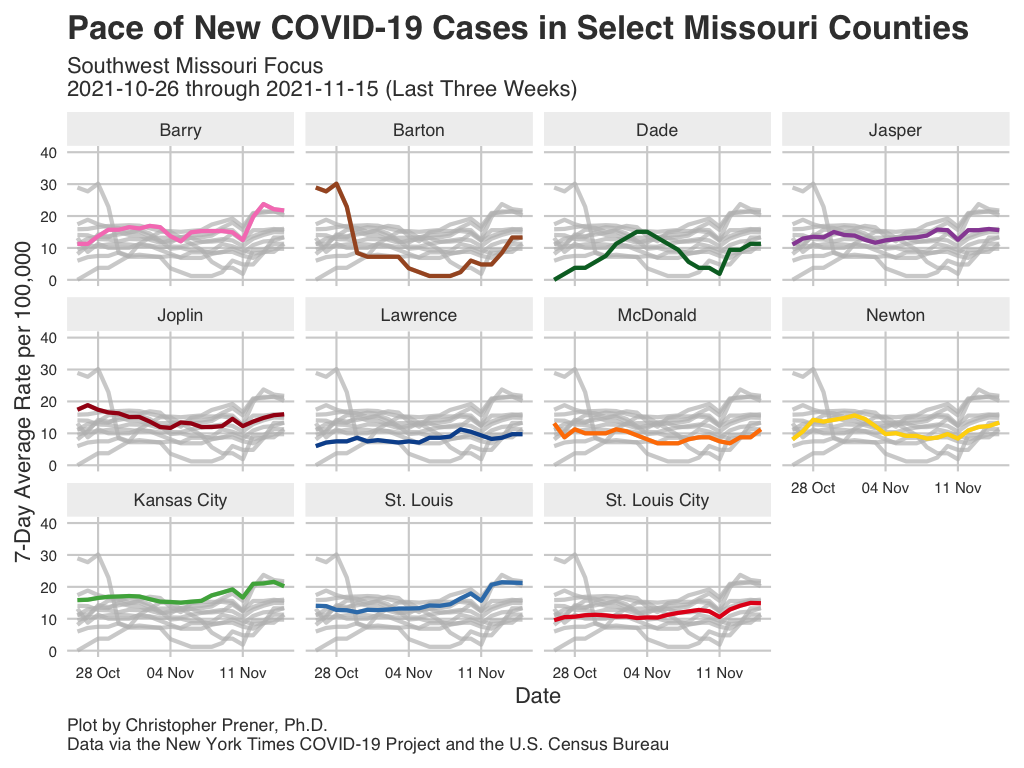 Pace of New COVID-19 Cases in Select Missouri Counties
Southwest Missouri Focus
2021-10-26 through 2021-11-15 (Last Three Weeks)
Barry
Barton
Dade
Jasper
40
30
20
10
0
Joplin
Lawrence
McDonald
Newton
40
30
20
10
0
28 Oct
04 Nov
11 Nov
Kansas City
St. Louis
St. Louis City
40
30
20
10
0
28 Oct
04 Nov
11 Nov
28 Oct
04 Nov
11 Nov
28 Oct
04 Nov
11 Nov
7-Day Average Rate per 100,000
Date
Plot by Christopher Prener, Ph.D.
Data via the New York Times COVID-19 Project and the U.S. Census Bureau